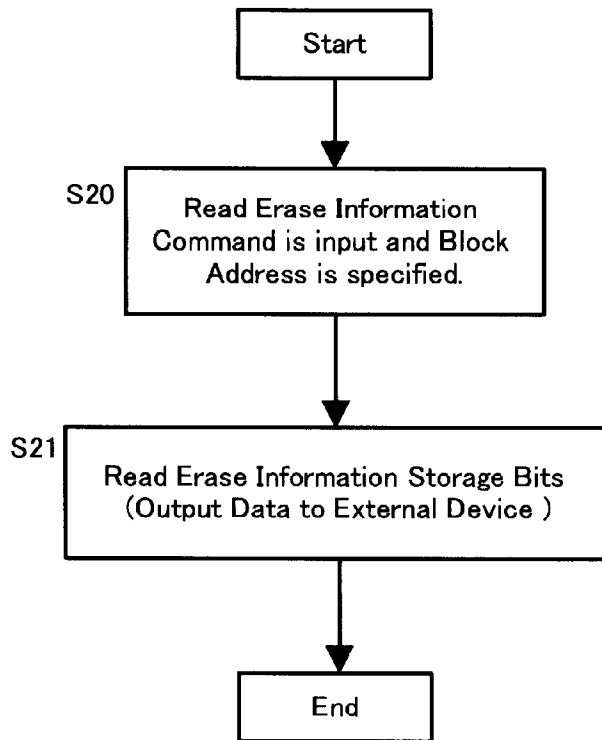 Start
S20
Read Erase Information
Command is input and Block
Address is specified.
S21
Read Erase Information Storage Bits
(Output Data to External Device )
End